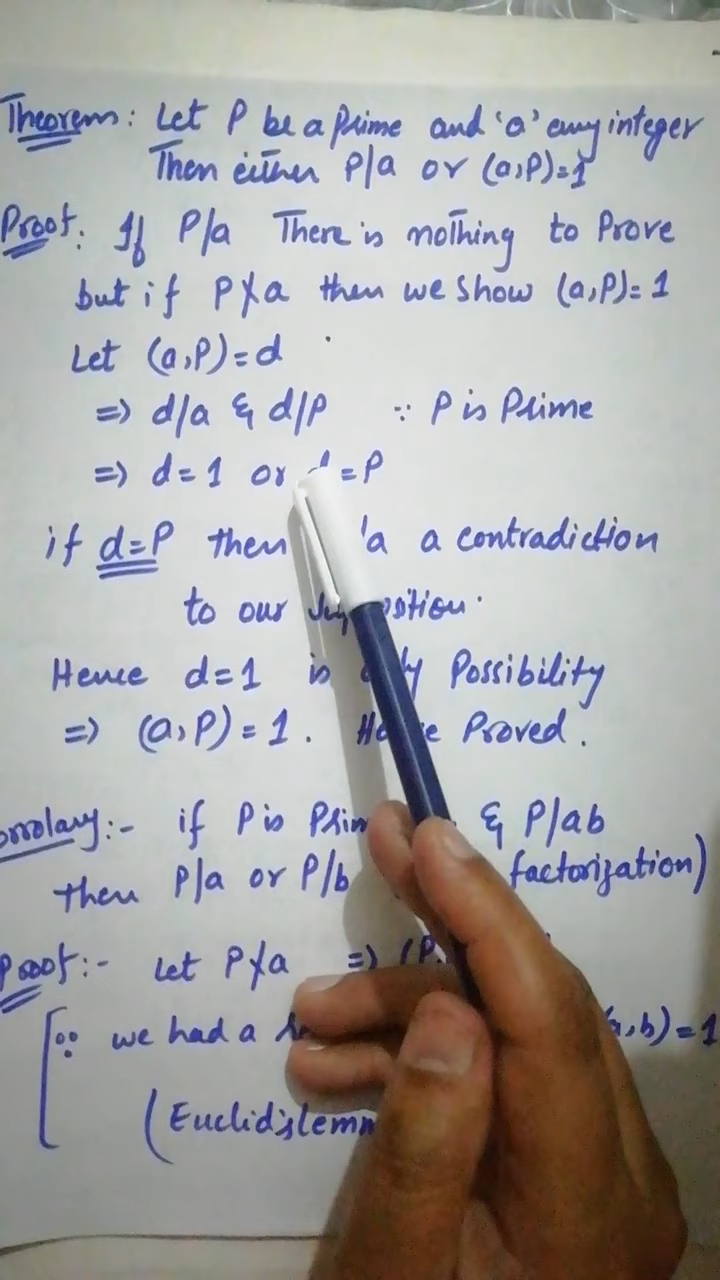 Theorem: Let P be a prime and 'a' any integer
Then either P/a or (a,P)=1
Proof: If P/a There is nothing to Prove
but if P∤a then we show (a,P)=1
Let (a,P)=d
=> d/a & d/P ∵ P is Prime
=> d=1 or d=P
if d=P then /a a contradiction
to our
Hence d=1 is Possibility
=> (a,P)=1. Proved.
if P is & P/ab
then P/a or P/b factorization)
Proof:- Let P∤a => (P,
∵ we had a ,b)=1
(Euclid's